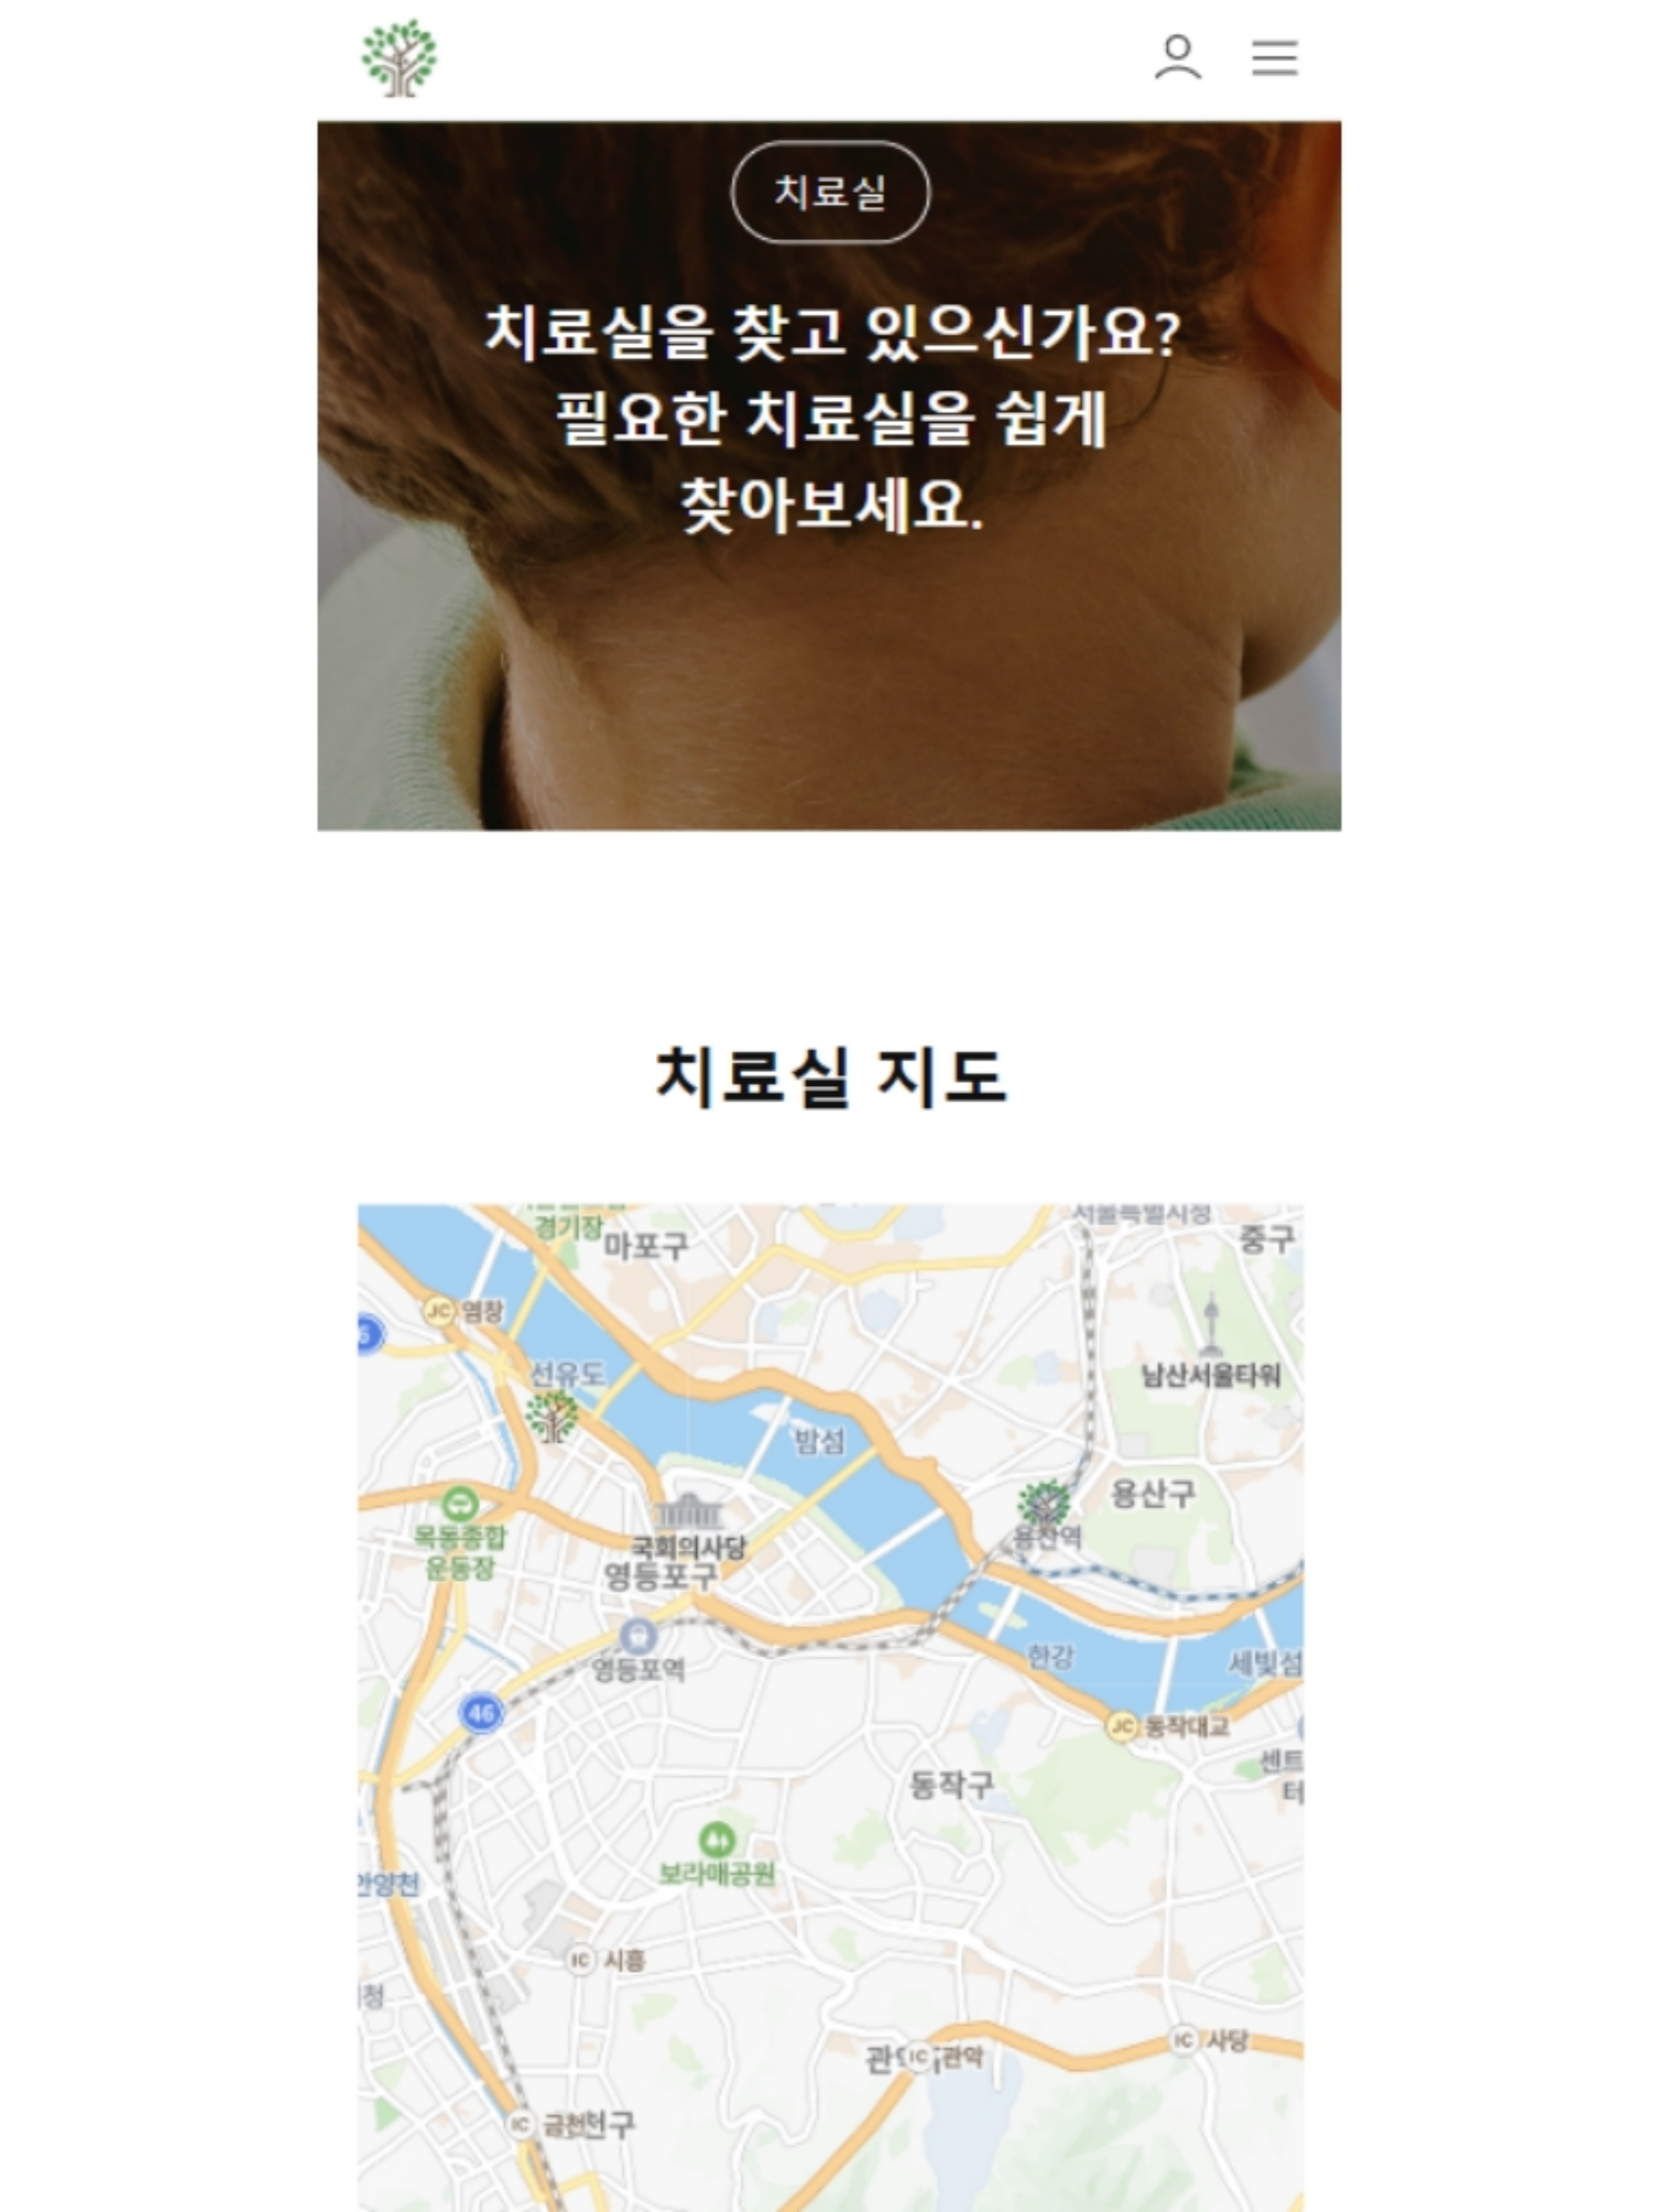 치료실
치료실을 찾고 있으신가요?
필요한 치료실을 쉽게
찾아보세요.
치료실 지도
서울특별시청
경기장
마포구
중구
JC 염창
선유도
남산서울타워
밤섬
용산구
목동종합
운동장
용산역
국회의사당
영등포구
한강
세빛섬
영등포역
46
JC 동작대교
센트
터
동작구
보라매공원
안양천
IC 시흥
청
IC 사당
IC 관악
IC 금천